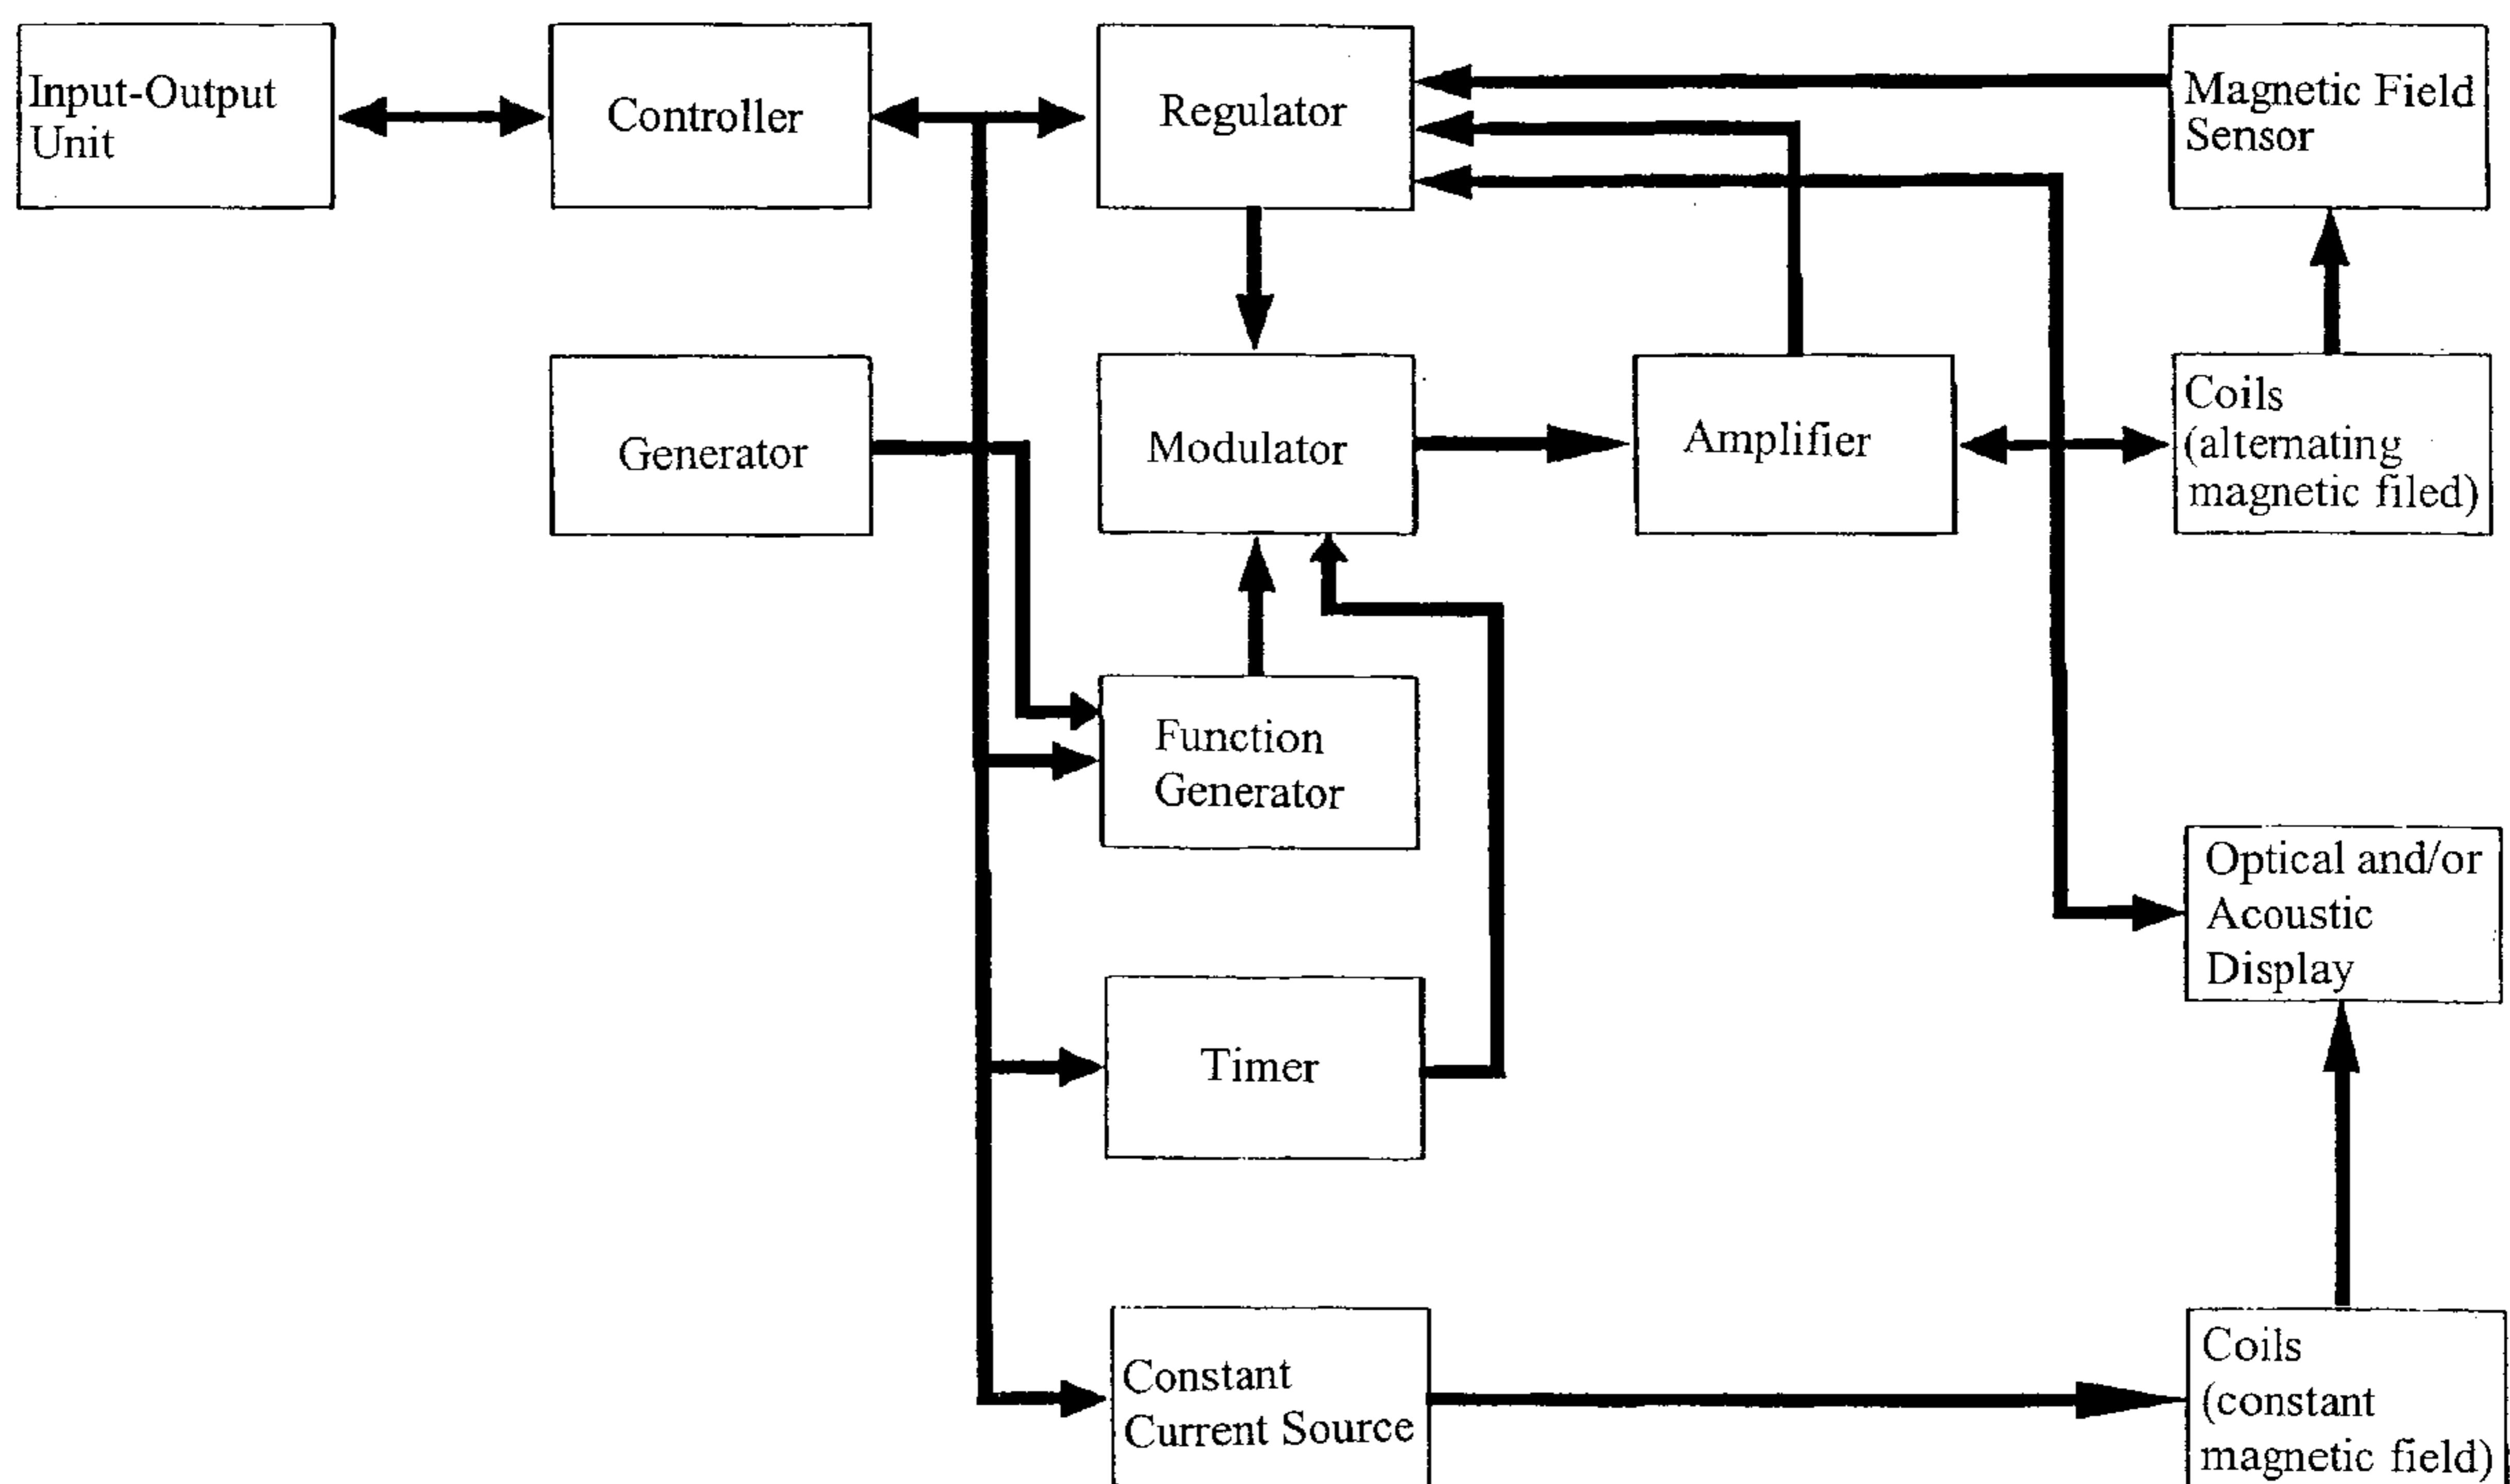 Input-Output
Unit
Controller
Regulator
Magnetic Field
Sensor
Generator
Modulator
Amplifier
Coils
(alternating
magnetic filed)
Function
Generator
Optical and/or
Acoustic
Display
Timer
Constant
Current Source
Coils
(constant
magnetic field)